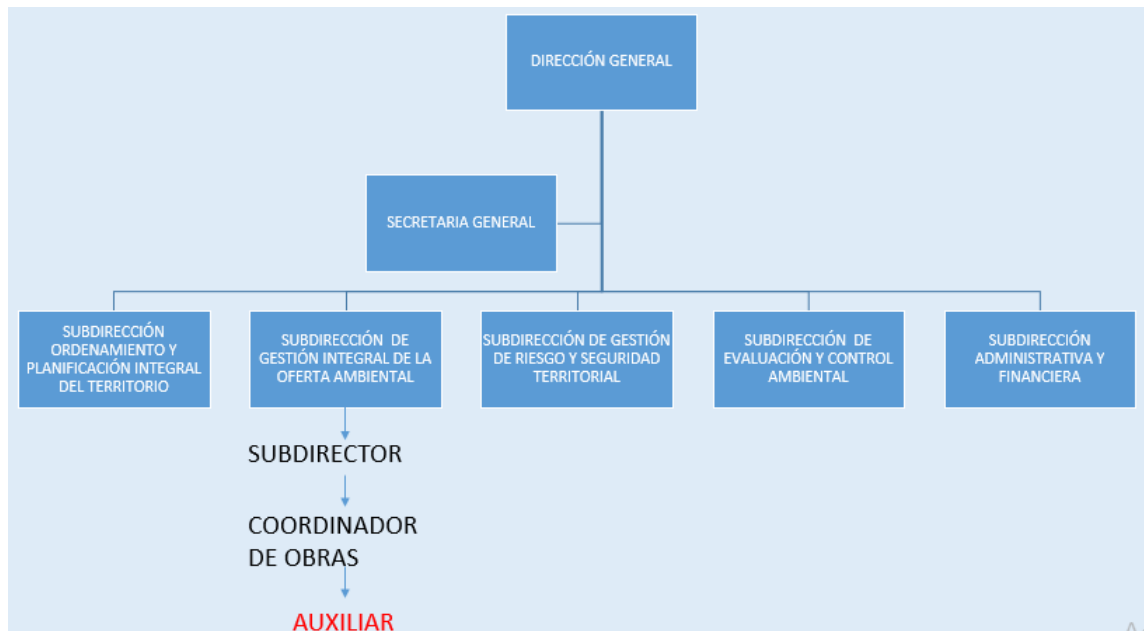 DIRECCIÓN GENERAL
SECRETARIA GENERAL
SUBDIRECCIÓN
ORDENAMIENTO Y
PLANIFICACIÓN INTEGRAL
DEL TERRITORIO
SUBDIRECCIÓN DE
GESTIÓN INTEGRAL DE LA
OFERTA AMBIENTAL
SUBDIRECCIÓN DE GESTIÓN
DE RIESGO Y SEGURIDAD
TERRITORIAL
SUBDIRECCIÓN DE
EVALUACIÓN Y CONTROL
AMBIENTAL
SUBDIRECCIÓN
ADMINISTRATIVA Y
FINANCIERA
SUBDIRECTOR
COORDINADOR
DE OBRAS
AUXILIAR